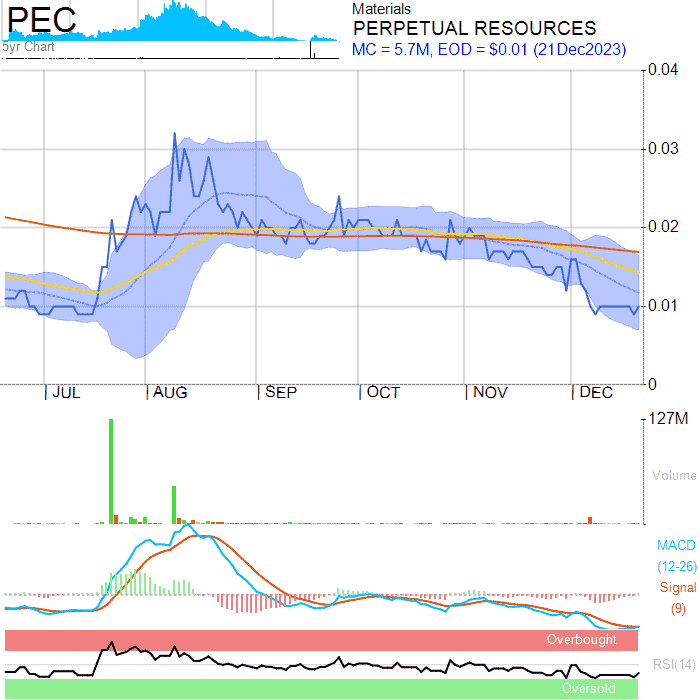 PEC
5yr Chart
Materials
PERPETUAL RESOURCES
MC = 5.7M, EOD = $0.01 (21Dec2023)
0.04
0.03
0.02
0.01
0
JUL AUG SEP OCT NOV DEC
127M
Volume
MACD
(12-26)
Signal
(9)
Overbought
RSI(14)
Oversold